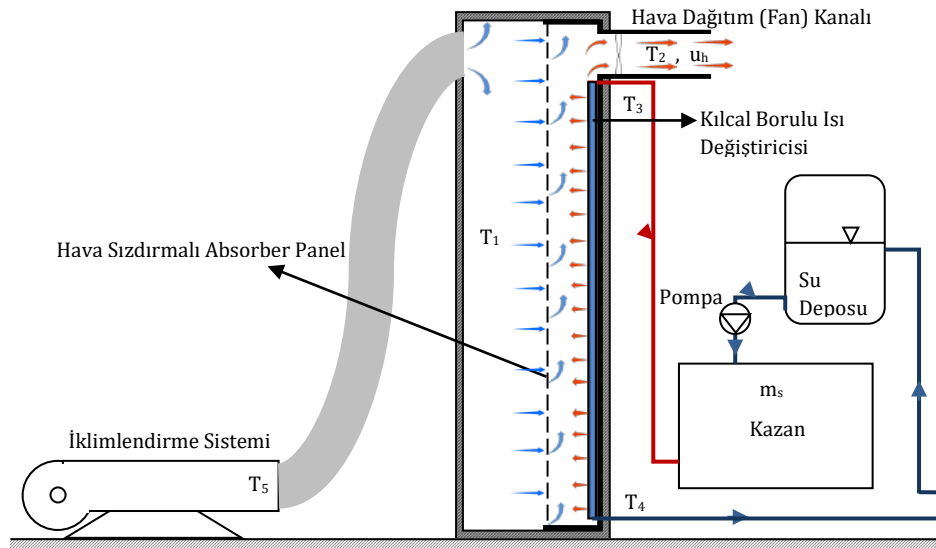 Hava Dağıtım (Fan) Kanalı
T₂ , uₕ
T₃
Kılcal Borulu Isı
Değiştiricisi
T₁
Hava Sızdırmalı Absorber Panel
Su
Deposu
Pompa
mₛ
Kazan
İklimlendirme Sistemi
T₅
T₄